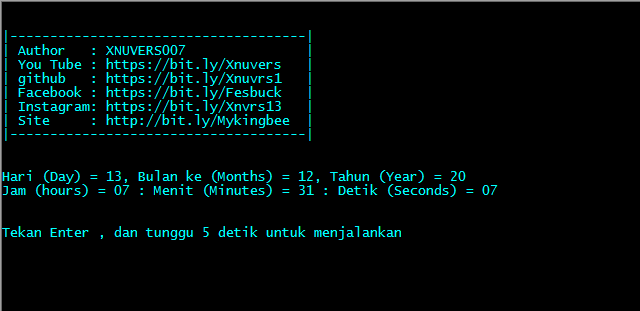 |-------------------------------------|
| Author   : XNUVERS007               |
| You Tube : https://bit.ly/Xnuvers   |
| github   : https://bit.ly/Xnuvrs1   |
| Facebook : https://bit.ly/Fesbuck   |
| Instagram: https://bit.ly/Xnvrs13   |
| Site     : http://bit.ly/Mykingbee  |
|-------------------------------------|
Hari (Day) = 13, Bulan ke (Months) = 12, Tahun (Year) = 20
Jam (hours) = 07 : Menit (Minutes) = 31 : Detik (Seconds) = 07
Tekan Enter , dan tunggu 5 detik untuk menjalankan